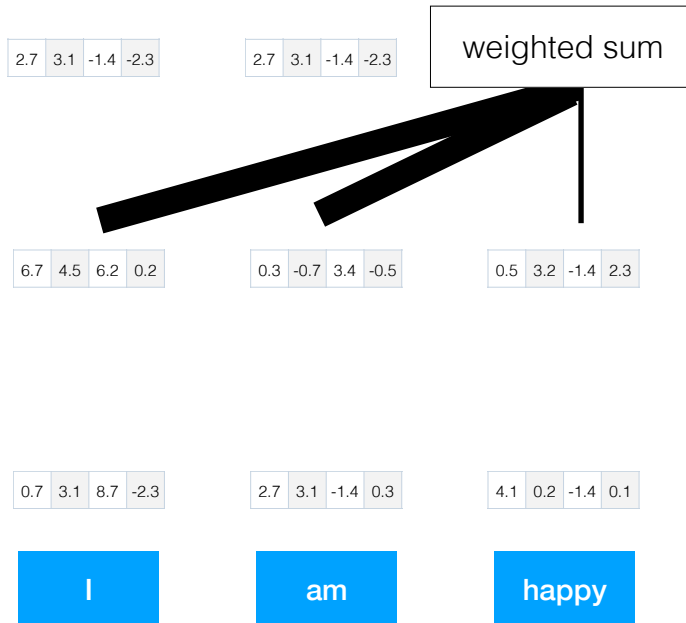 weighted sum
2.7 3.1 -1.4 -2.3
2.7 3.1 -1.4 -2.3
6.7 4.5 6.2 0.2
0.3 -0.7 3.4 -0.5
0.5 3.2 -1.4 2.3
0.7 3.1 8.7 -2.3
2.7 3.1 -1.4 0.3
4.1 0.2 -1.4 0.1
I
am
happy